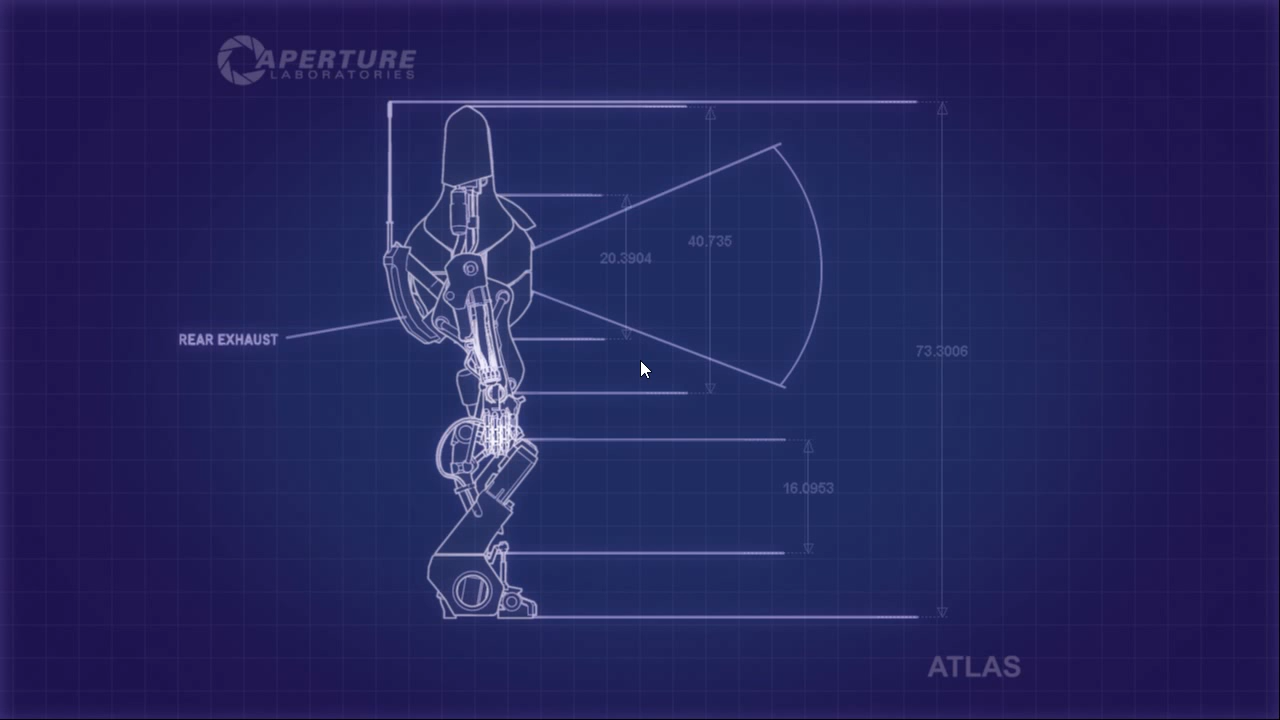 APERTURE
LABORATORIES
40.735
20.3904
REAR EXHAUST
73.3006
16.0953
ATLAS